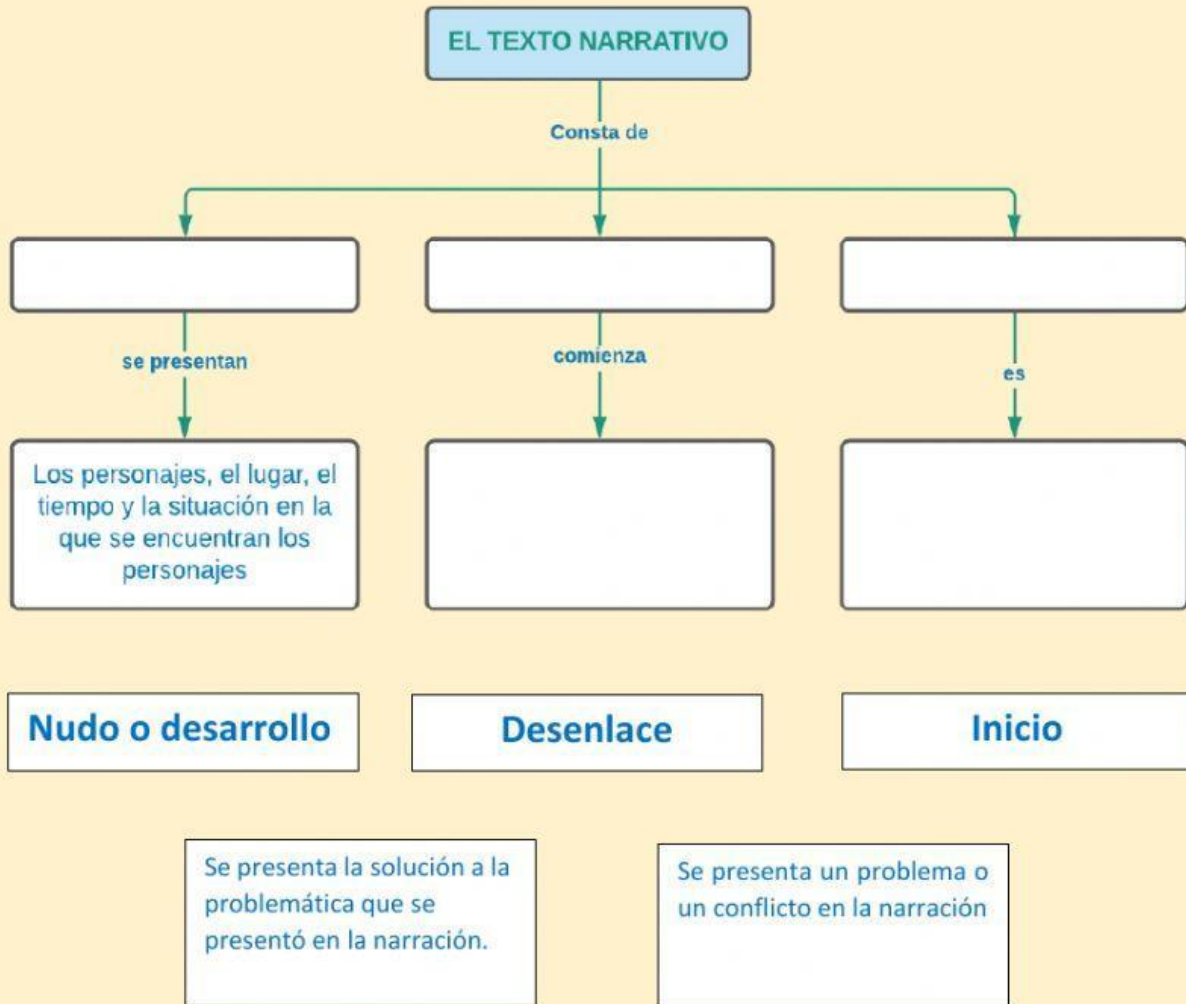 EL TEXTO NARRATIVO
Consta de
se presentan
comienza
es
Los personajes, el lugar, el
tiempo y la situación en la
que se encuentran los
personajes
Nudo o desarrollo
Desenlace
Inicio
Se presenta la solución a la
problemática que se
presentó en la narración.
Se presenta un problema o
un conflicto en la narración